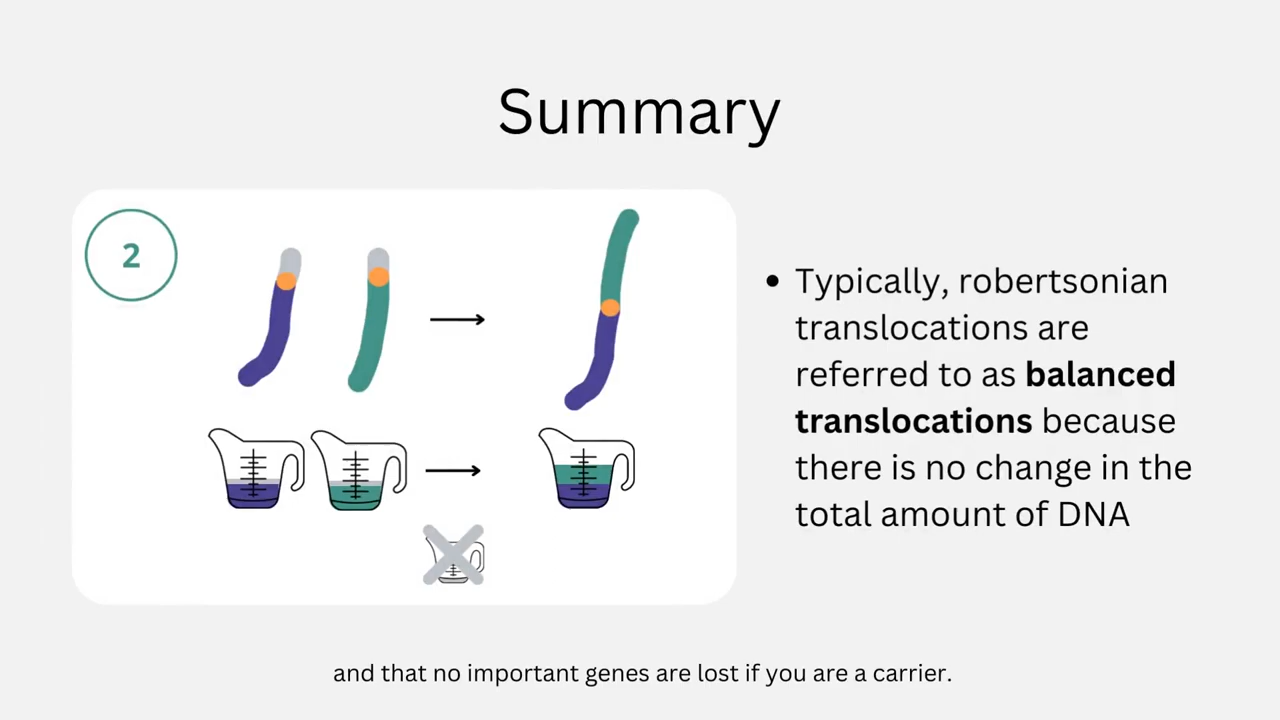 Summary
2
Typically, robertsonian
translocations are
referred to as balanced
translocations because
there is no change in the
total amount of DNA
and that no important genes are lost if you are a carrier.